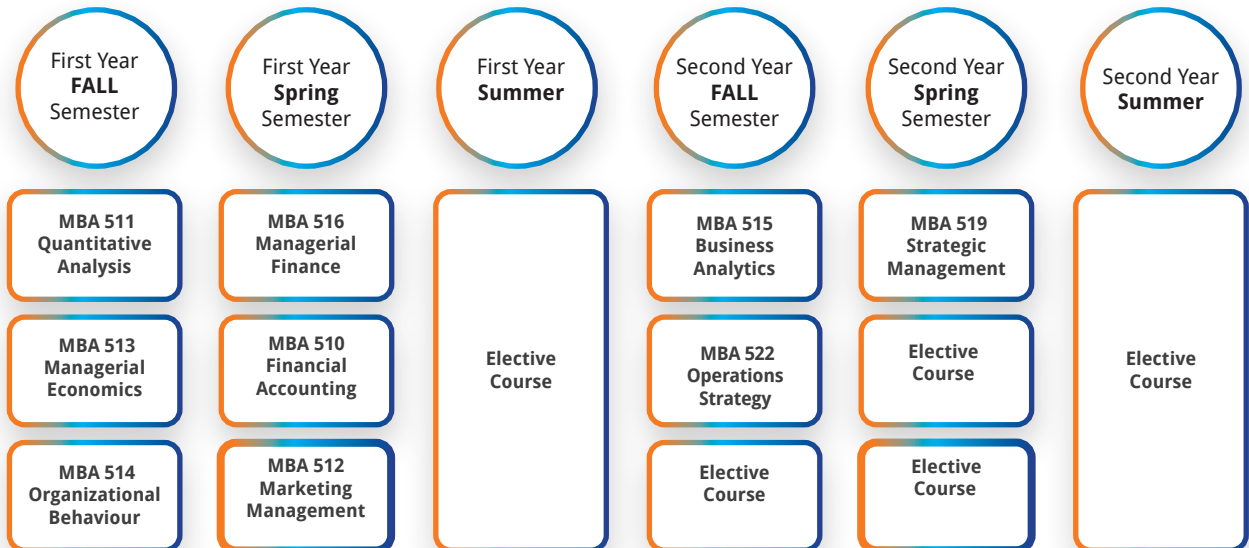 First Year
FALL
Semester
First Year
Spring
Semester
First Year
Summer
Second Year
FALL
Semester
Second Year
Spring
Semester
Second Year
Summer
MBA 511
Quantitative
Analysis
MBA 513
Managerial
Economics
MBA 514
Organizational
Behaviour
MBA 516
Managerial
Finance
MBA 510
Financial
Accounting
MBA 512
Marketing
Management
Elective
Course
MBA 515
Business
Analytics
MBA 522
Operations
Strategy
Elective
Course
MBA 519
Strategic
Management
Elective
Course
Elective
Course
Elective
Course